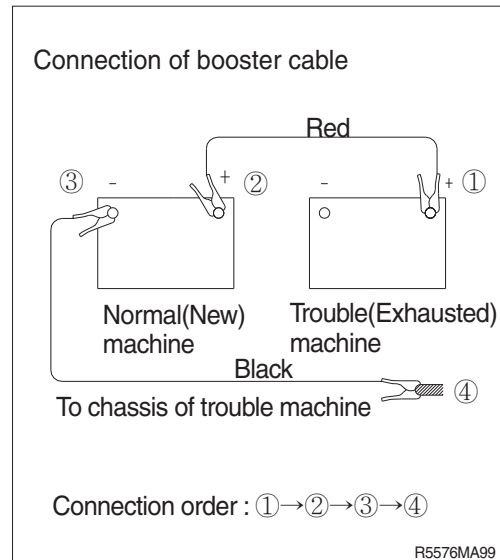 Connection of booster cable
Red
③ - + ② - + ①
Normal(New)
machine
Trouble(Exhausted)
machine
Black
④
To chassis of trouble machine
Connection order : ①→②→③→④
R5576MA99